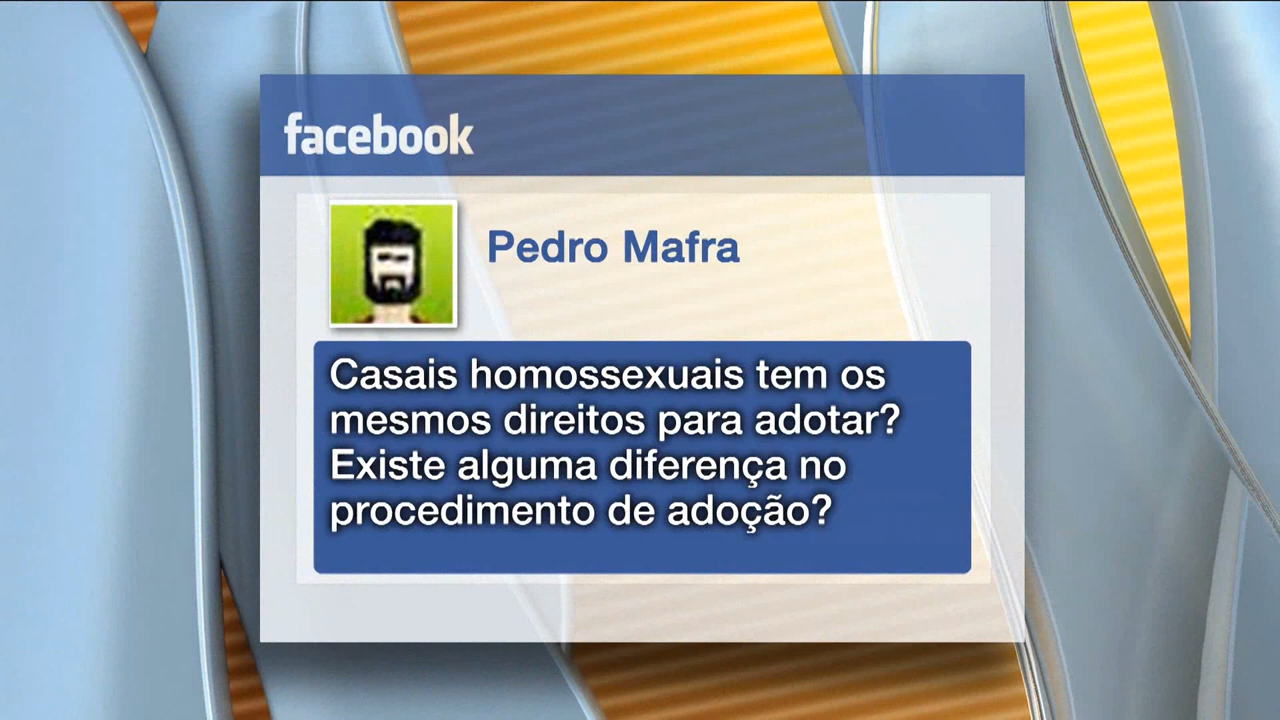 facebook
Pedro Mafra
Casais homossexuais tem os
mesmos direitos para adotar?
Existe alguma diferença no
procedimento de adoção?